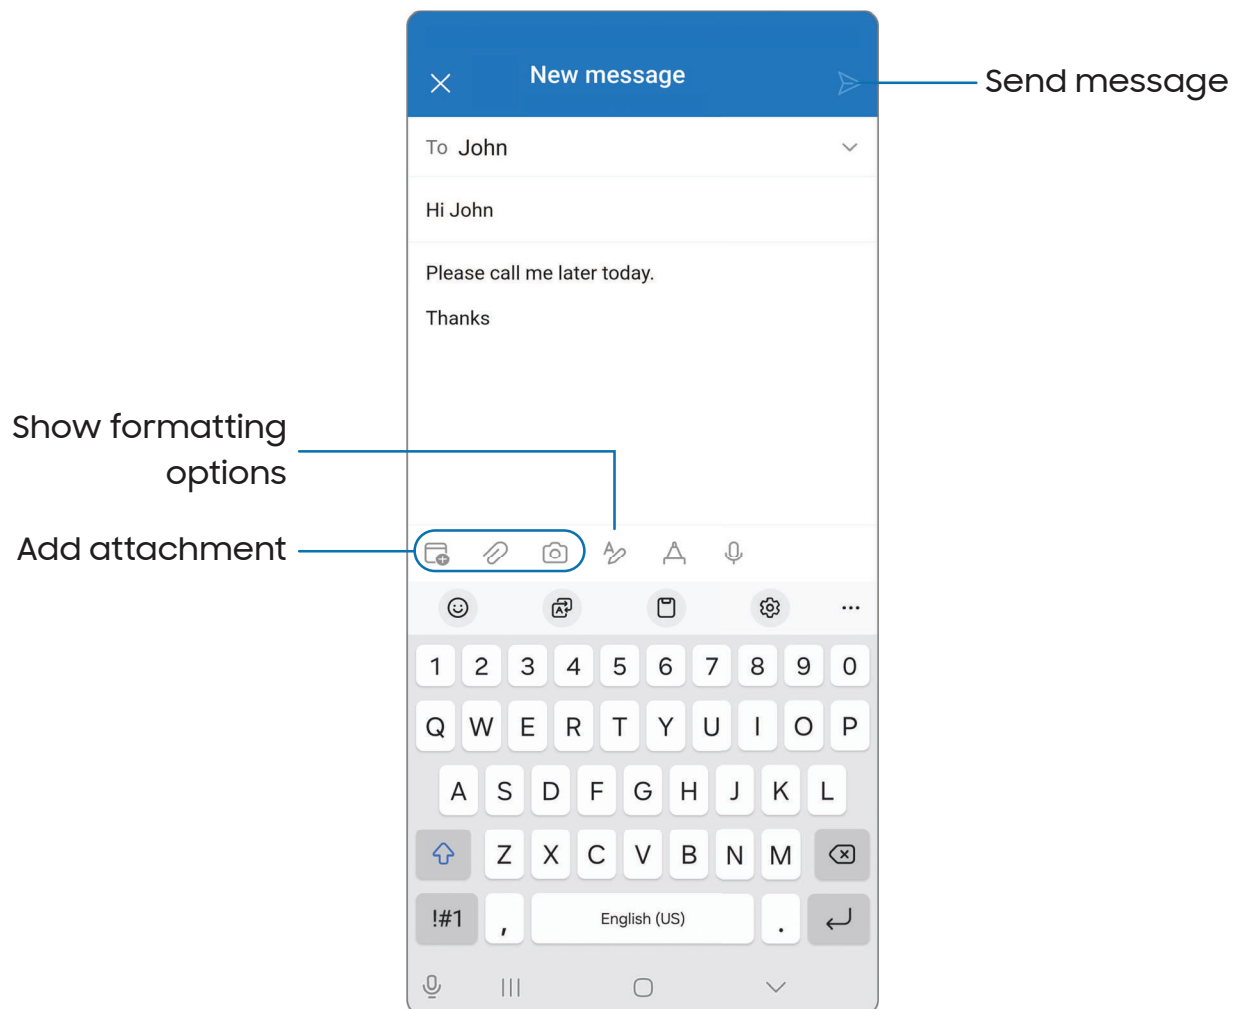 New message
Send message
To John
Hi John
Please call me later today.
Thanks
Show formatting
options
Add attachment
1 2 3 4 5 6 7 8 9 0
Q W E R T Y U I O P
A S D F G H J K L
Z X C V B N M
!#1 , English (US) .